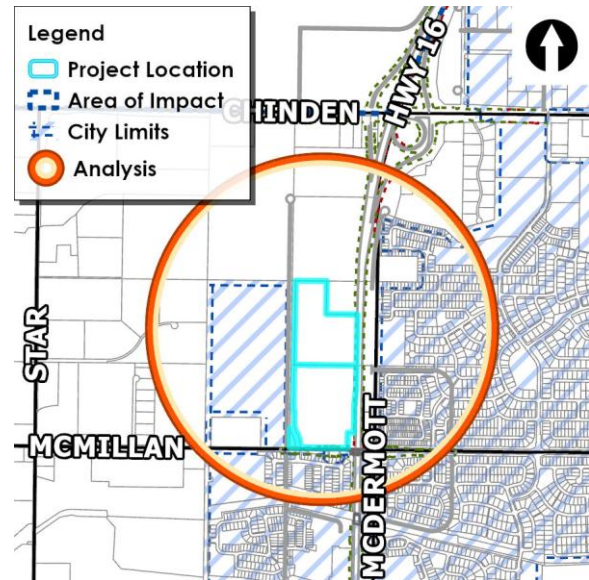 Legend
Project Location
Area of Impact
City Limits
Analysis
CHINDEN
HWY 16
STAR
MCMILLAN
MCDERMOTT